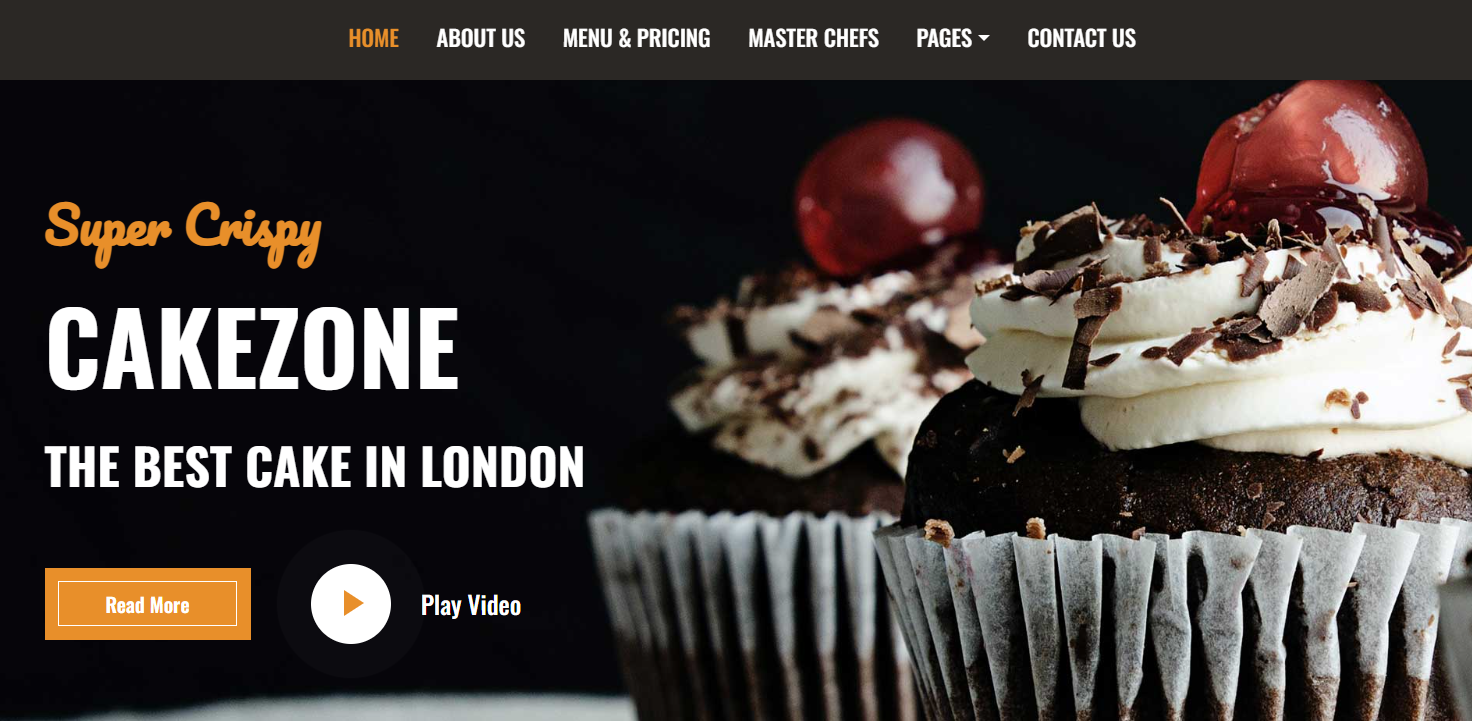 HOME ABOUT US MENU & PRICING MASTER CHEFS PAGES CONTACT US
Super Crispy
CAKEZONE
THE BEST CAKE IN LONDON
Read More Play Video